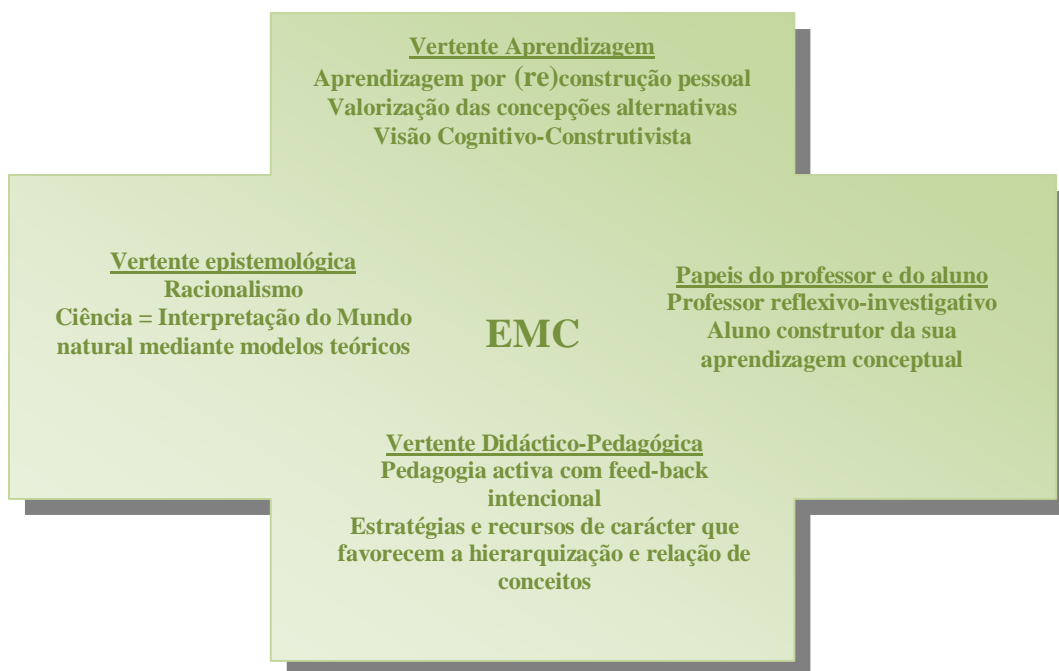 Vertente Aprendizagem
Aprendizagem por (re)construção pessoal
Valorização das concepções alternativas
Visão Cognitivo-Construtivista
Vertente epistemológica
Racionalismo
Ciência = Interpretação do Mundo
natural mediante modelos teóricos
EMC
Papeis do professor e do aluno
Professor reflexivo-investigativo
Aluno construtor da sua
aprendizagem conceptual
Vertente Didáctico-Pedagógica
Pedagogia activa com feed-back
intencional
Estratégias e recursos de carácter que
favorecem a hierarquização e relação de
conceitos